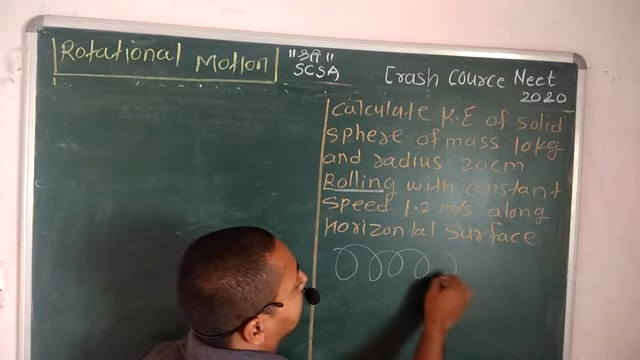 Rotational Motion
"श्री"
SCSA
Crash Cource Neet
2020
Calculate K.E of solid
sphere of mass 10kg
and radius 20cm
Rolling with constant
speed 1.2 m/s along
Horizontal surface